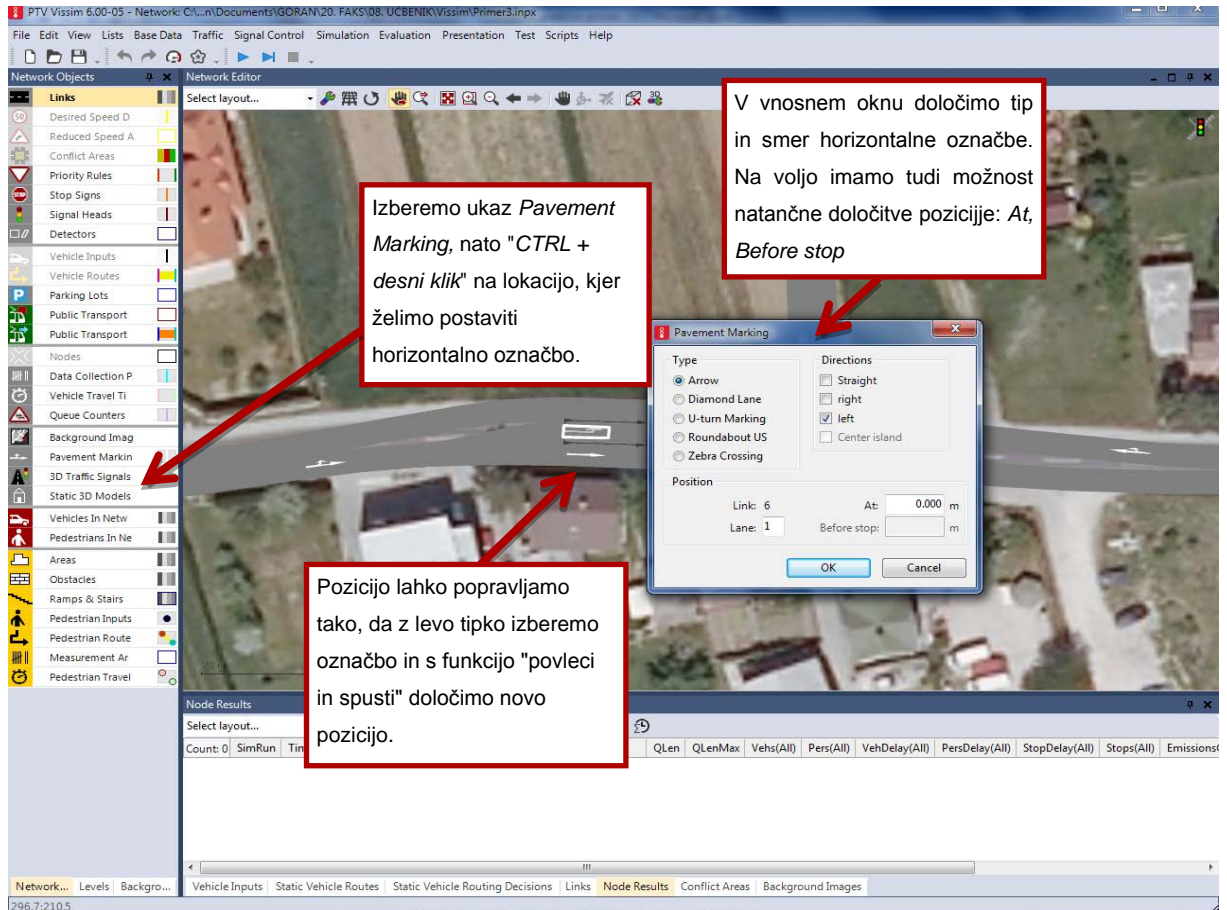 PTV Vissim 6.00-05 - Network: C:\...n\Documents\GORAN\20. FAKS\08. UCBENIK\Vissim\Primer3.inpx
File Edit View Lists Base Data Traffic Signal Control Simulation Evaluation Presentation Test Scripts Help
Network Objects
Network Editor
Select layout...
Links
Desired Speed D
Reduced Speed A
Conflict Areas
Priority Rules
Stop Signs
Signal Heads
Detectors
Vehicle Inputs
Vehicle Routes
Parking Lots
Public Transport
Public Transport
Nodes
Data Collection P
Vehicle Travel Ti
Queue Counters
Background Imag
Pavement Markin
3D Traffic Signals
Static 3D Models
Vehicles In Netw
Pedestrians In Ne
Areas
Obstacles
Ramps & Stairs
Pedestrian Inputs
Pedestrian Route
Measurement Ar
Pedestrian Travel
Network... Levels Backgro...
V vnosnem oknu določimo tip
in smer horizontalne označbe.
Na voljo imamo tudi možnost
natančne določitve pozicijje: At,
Before stop
Izberemo ukaz Pavement
Marking, nato "CTRL +
desni klik" na lokacijo, kjer
želimo postaviti
horizontalno označbo.
Pavement Marking
Type
Arrow
Diamond Lane
U-turn Marking
Roundabout US
Zebra Crossing
Directions
Straight
right
left
Center island
Position
Link: 6
At: 0.000 m
Lane: 1
Before stop: m
OK Cancel
Pozicijo lahko popravljamo
tako, da z levo tipko izberemo
označbo in s funkcijo "povleci
in spusti" določimo novo
pozicijo.
Node Results
Select layout...
Count: 0 SimRun Tim QLen QLenMax Vehs(All) Pers(All) VehDelay(All) PersDelay(All) StopDelay(All) Stops(All) Emissions
Vehicle Inputs Static Vehicle Routes Static Vehicle Routing Decisions Links Node Results Conflict Areas Background Images
296.7:210.5